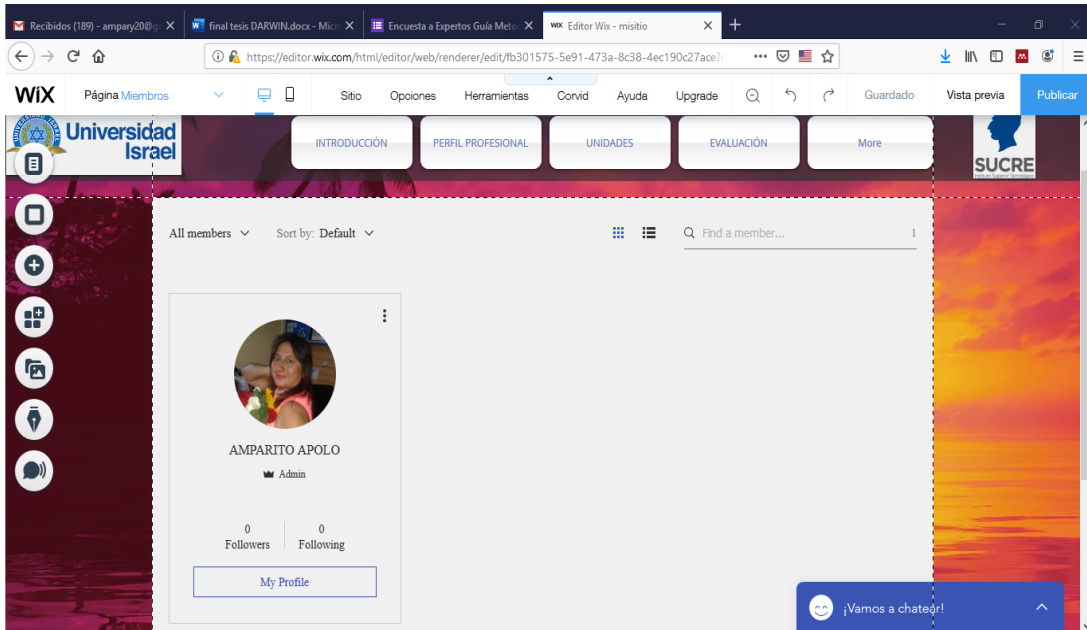 Recibidos (189) - ampary20@g
final tesis DARWIN.docx - Micr
Encuesta a Expertos Guía Meto
WiX Editor Wix - misitio
https://editor.wix.com/html/editor/web/renderer/edit/fb301575-5e91-473a-8c38-4ec190c27ace?
WiX
Página Miembros
Sitio
Opciones
Herramientas
Corvid
Ayuda
Upgrade
Guardado
Vista previa
Publicar
Universidad
Israel
INTRODUCCIÓN
PERFIL PROFESIONAL
UNIDADES
EVALUACIÓN
More
SUCRE
All members
Sort by: Default
Find a member...
1
AMPARITO APOLO
Admin
0
Followers
0
Following
My Profile
¡Vamos a chatear!